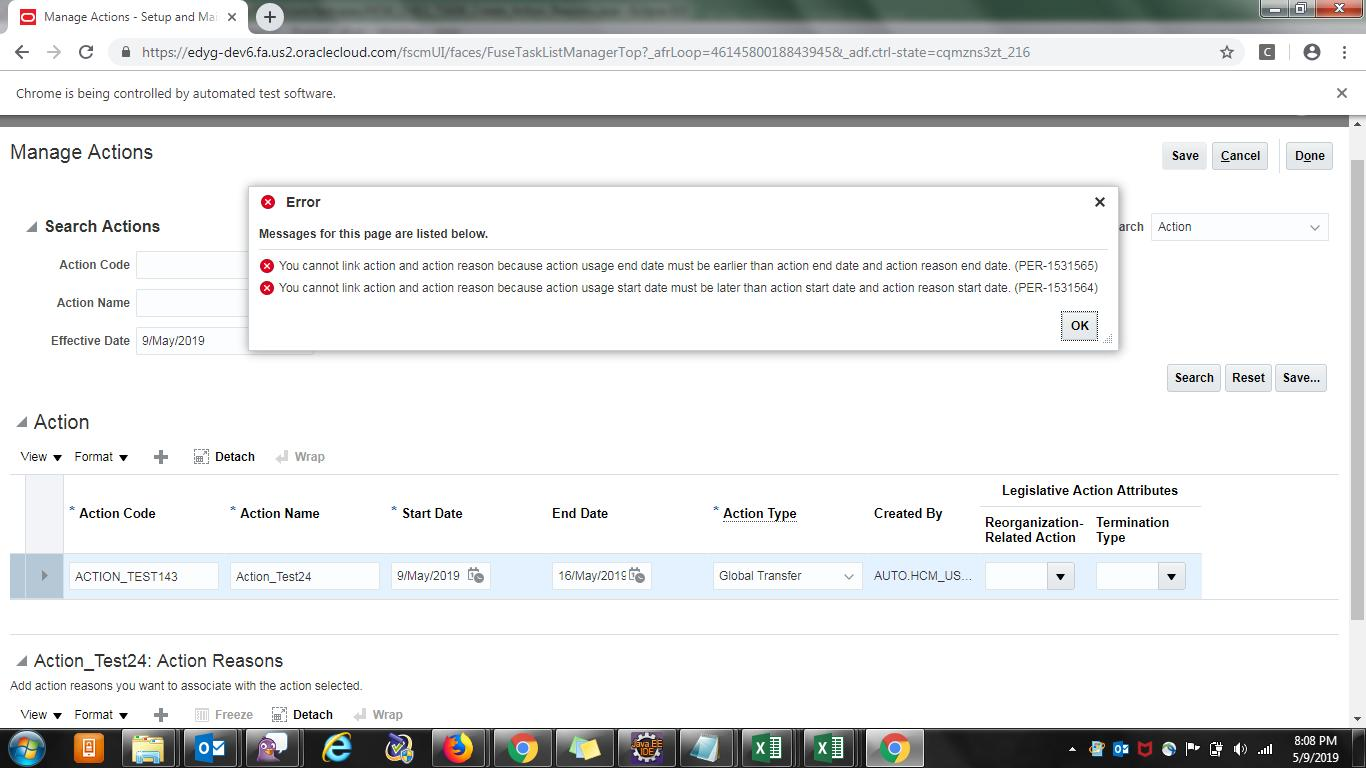 Manage Actions - Setup and Mai
https://edyg-dev6.fa.us2.oraclecloud.com/fscmUI/faces/FuseTaskListManagerTop?_afrLoop=4614580018843945&_adf.ctrl-state=cqmzns3zt_216
C
Chrome is being controlled by automated test software.
Manage Actions
Save Cancel Done
Error
Messages for this page are listed below.
You cannot link action and action reason because action usage end date must be earlier than action end date and action reason end date. (PER-1531565)
You cannot link action and action reason because action usage start date must be later than action start date and action reason start date. (PER-1531564)
OK
Search Actions
arch Action
Action Code
Action Name
Effective Date 9/May/2019
Search Reset Save...
Action
View Format Detach Wrap
Legislative Action Attributes
* Action Code * Action Name * Start Date End Date * Action Type Created By Reorganization-Related Action Termination Type
ACTION_TEST143 Action_Test24 9/May/2019 16/May/2019 Global Transfer AUTO.HCM_US...
Action_Test24: Action Reasons
Add action reasons you want to associate with the action selected.
View Format Freeze Detach Wrap
Java EE
IDE
8:08 PM
5/9/2019